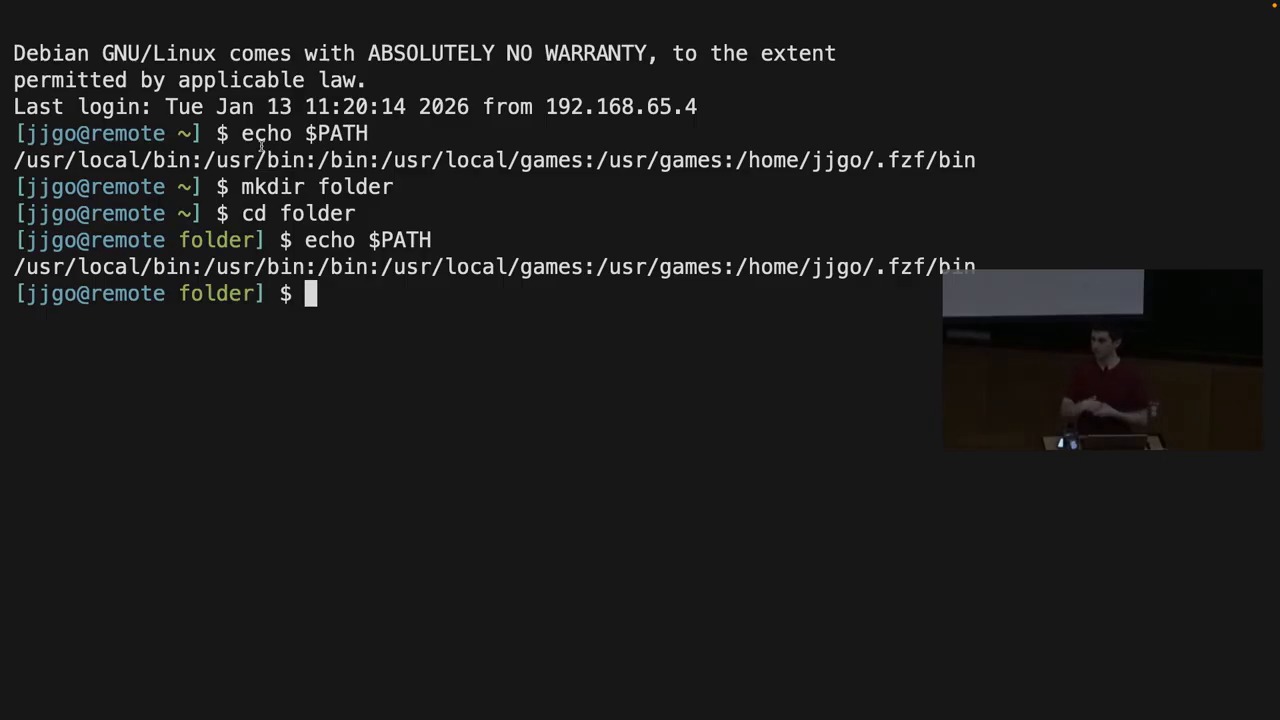 Debian GNU/Linux comes with ABSOLUTELY NO WARRANTY, to the extent
permitted by applicable law.
Last login: Tue Jan 13 11:20:14 2026 from 192.168.65.4
[jjgo@remote ~] $ echo $PATH
/usr/local/bin:/usr/bin:/bin:/usr/local/games:/usr/games:/home/jjgo/.fzf/bin
[jjgo@remote ~] $ mkdir folder
[jjgo@remote ~] $ cd folder
[jjgo@remote folder] $ echo $PATH
/usr/local/bin:/usr/bin:/bin:/usr/local/games:/usr/games:/home/jjgo/.fzf/bin
[jjgo@remote folder] $